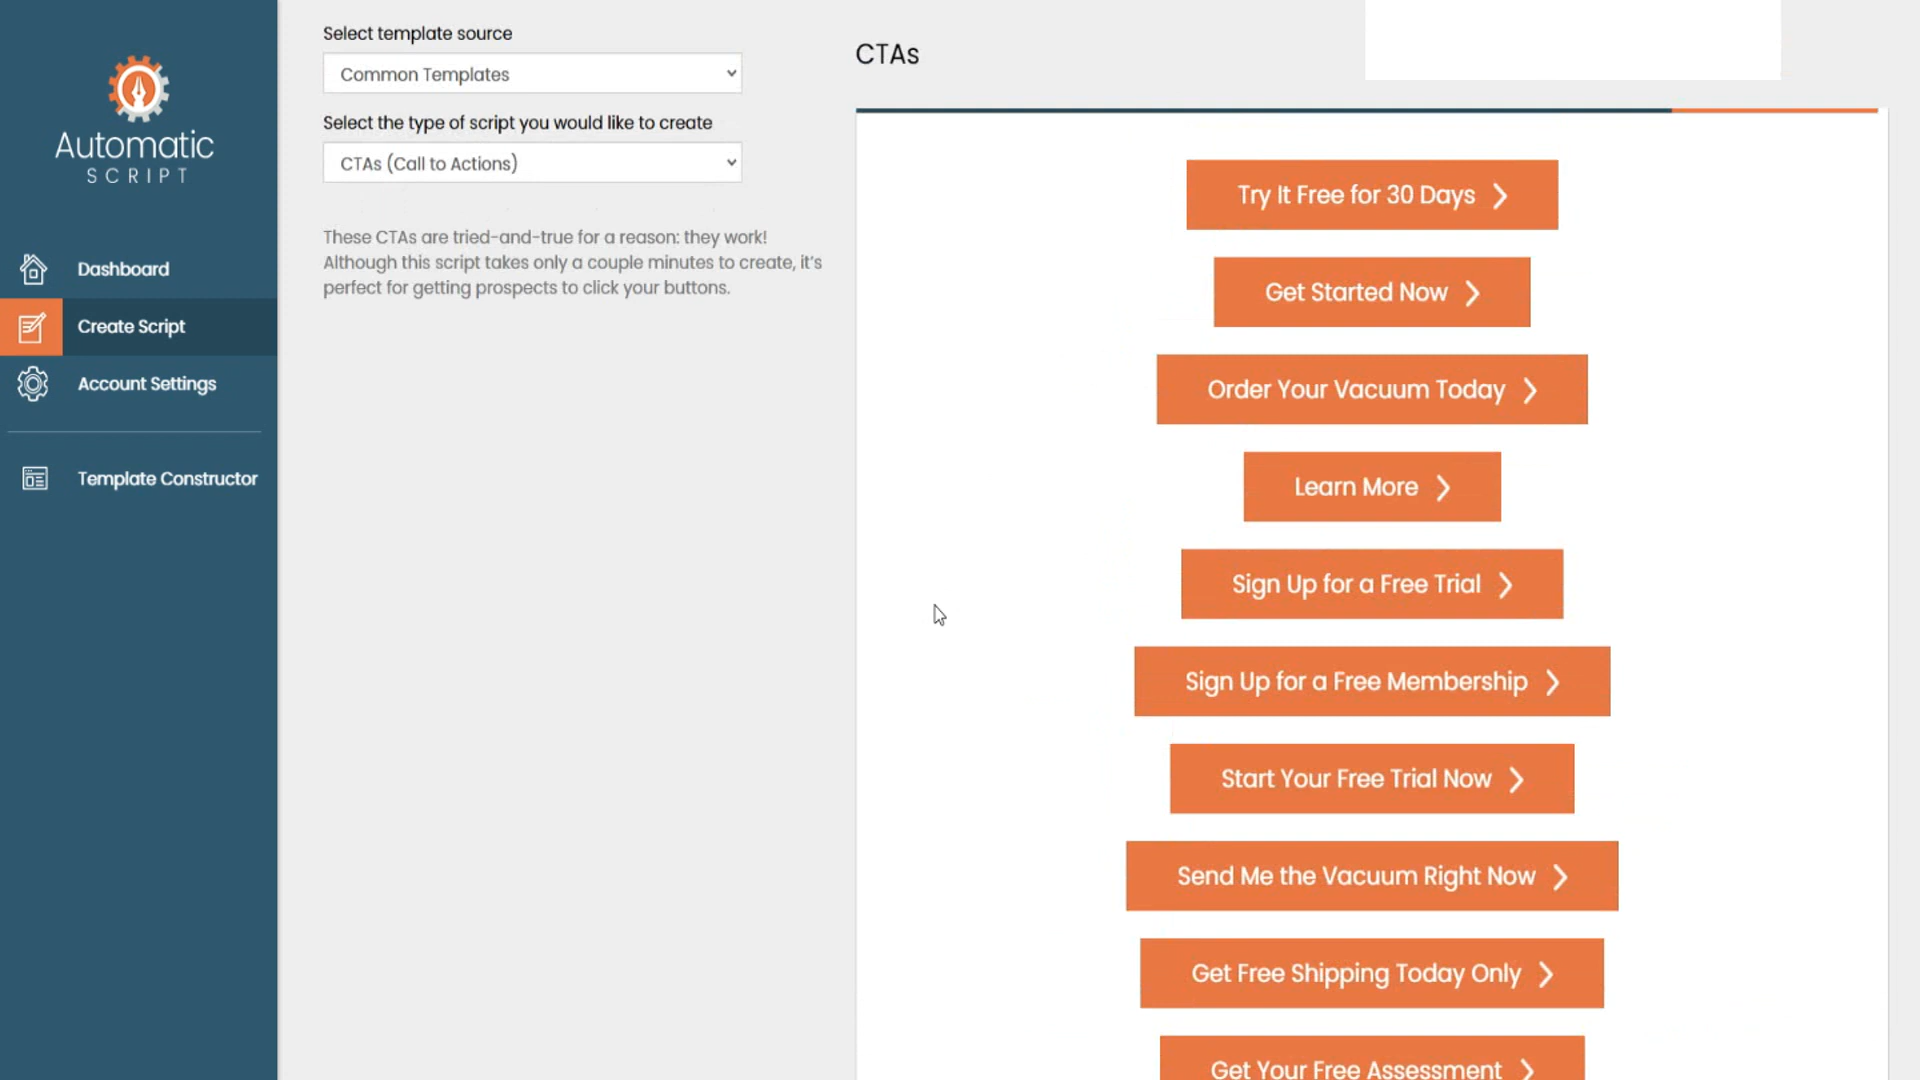 Automatic
SCRIPT
Dashboard
Create Script
Account Settings
Template Constructor
Select template source
Common Templates
Select the type of script you would like to create
CTAs (Call to Actions)
These CTAs are tried-and-true for a reason: they work!
Although this script takes only a couple minutes to create, it's
perfect for getting prospects to click your buttons.
CTAs
Try It Free for 30 Days
Get Started Now
Order Your Vacuum Today
Learn More
Sign Up for a Free Trial
Sign Up for a Free Membership
Start Your Free Trial Now
Send Me the Vacuum Right Now
Get Free Shipping Today Only
Get Your Free Assessment